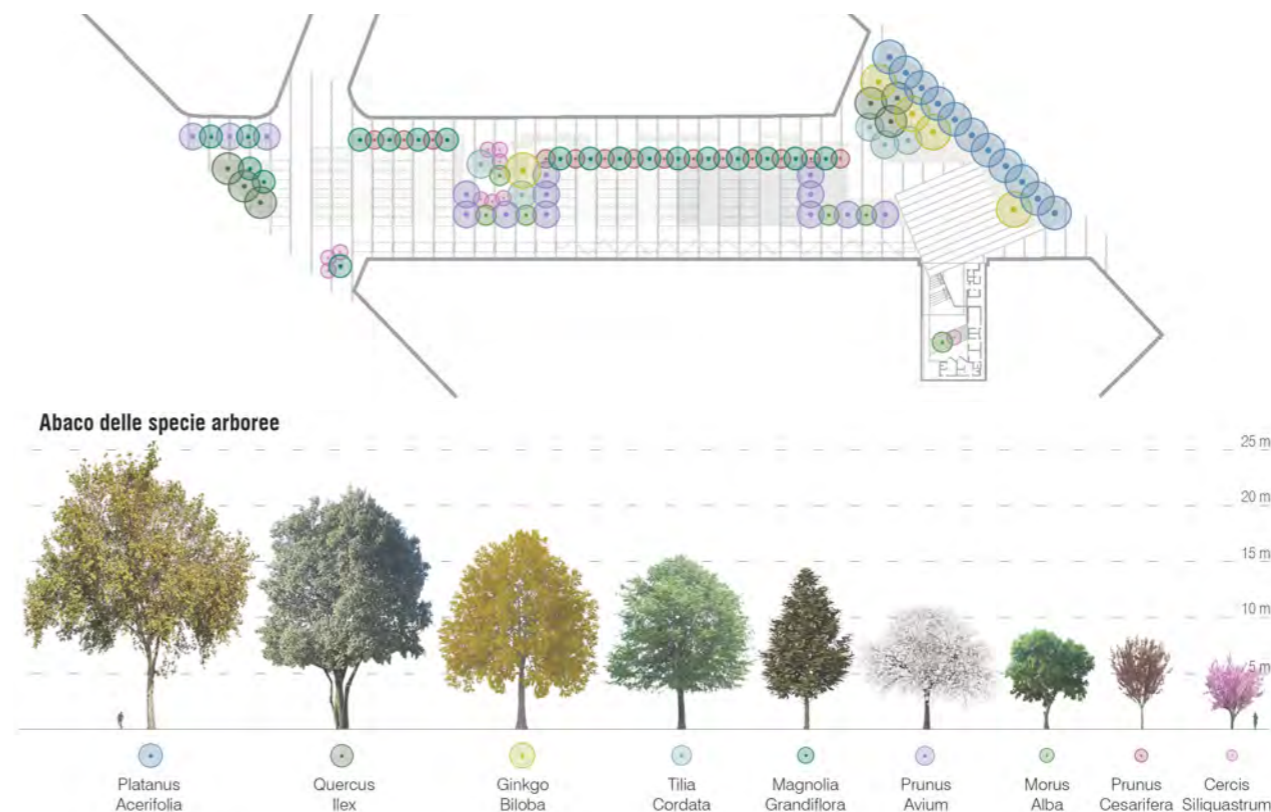 Abaco delle specie arboree
25 m
20 m
15 m
10 m
5 m
Platanus
Acerifolia
Quercus
Ilex
Ginkgo
Biloba
Tilia
Cordata
Magnolia
Grandiflora
Prunus
Avium
Morus
Alba
Prunus
Cesarifera
Cercis
Siliquastrum